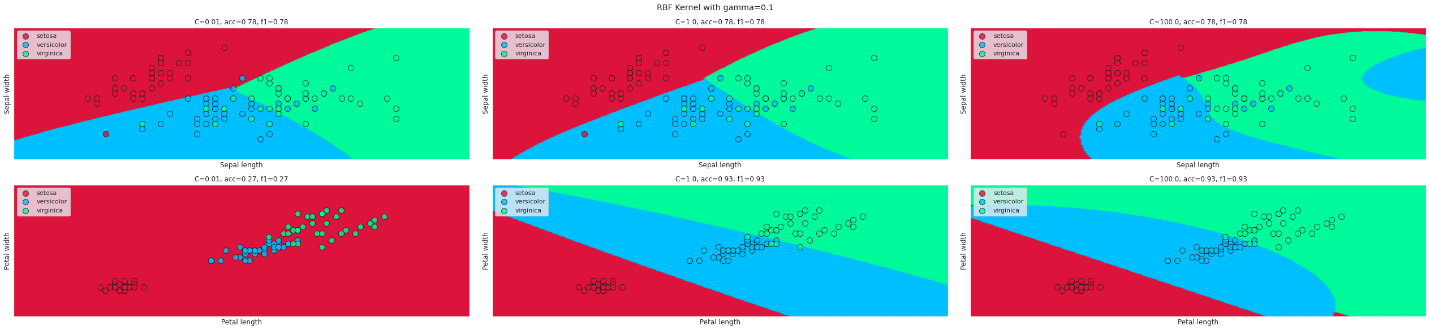 RBF Kernel with gamma=0.1
C=0.01, acc=0.78, f1=0.78
setosa
versicolor
virginica
Sepal width
Sepal length
C=1.0, acc=0.78, f1=0.78
setosa
versicolor
virginica
Sepal width
Sepal length
C=100.0, acc=0.78, f1=0.78
setosa
versicolor
virginica
Sepal width
Sepal length
C=0.01, acc=0.27, f1=0.27
setosa
versicolor
virginica
Petal width
Petal length
C=1.0, acc=0.93, f1=0.93
setosa
versicolor
virginica
Petal width
Petal length
C=100.0, acc=0.93, f1=0.93
setosa
versicolor
virginica
Petal width
Petal length